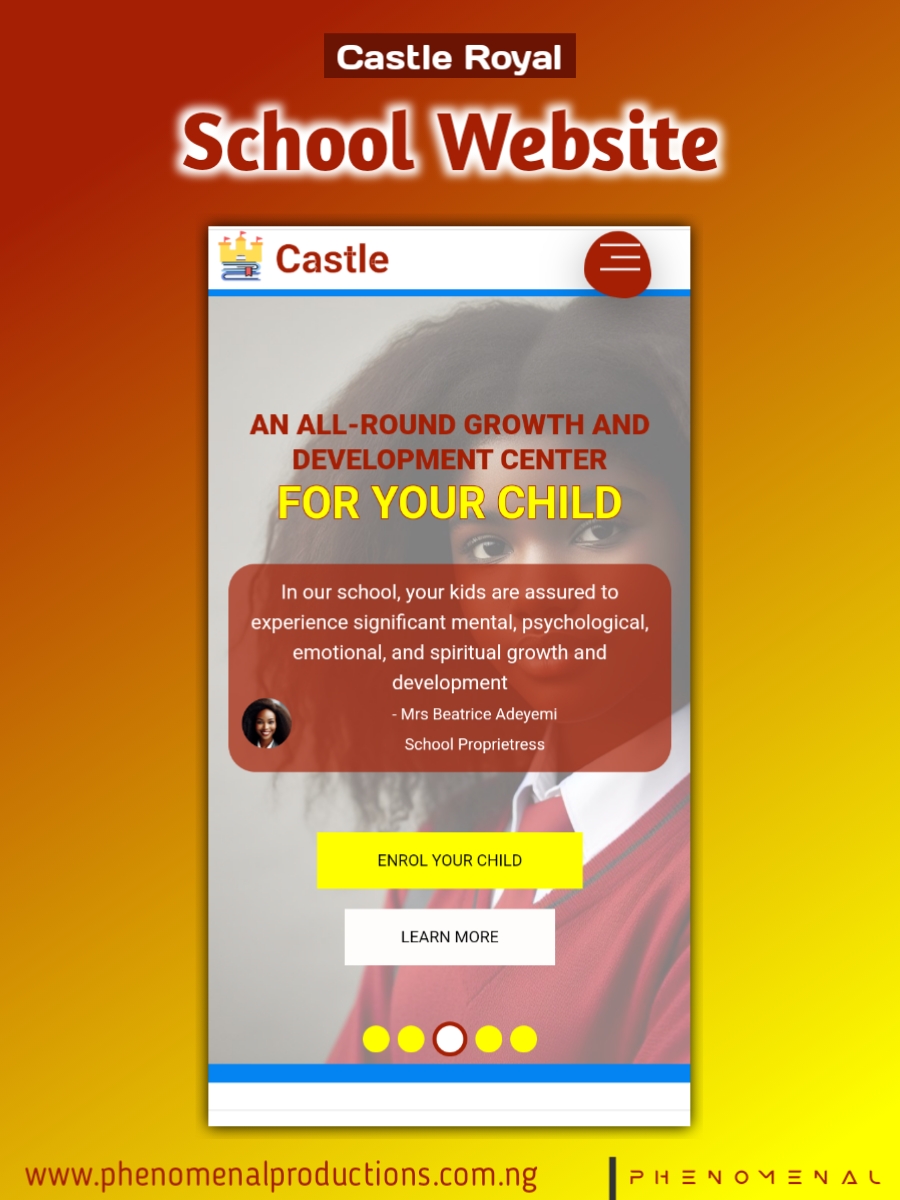 Castle Royal
School Website
Castle
AN ALL-ROUND GROWTH AND
DEVELOPMENT CENTER
FOR YOUR CHILD
In our school, your kids are assured to
experience significant mental, psychological,
emotional, and spiritual growth and
development
- Mrs Beatrice Adeyemi
School Proprietress
ENROL YOUR CHILD
LEARN MORE
www.phenomenalproductions.com.ng
PHENOMENAL